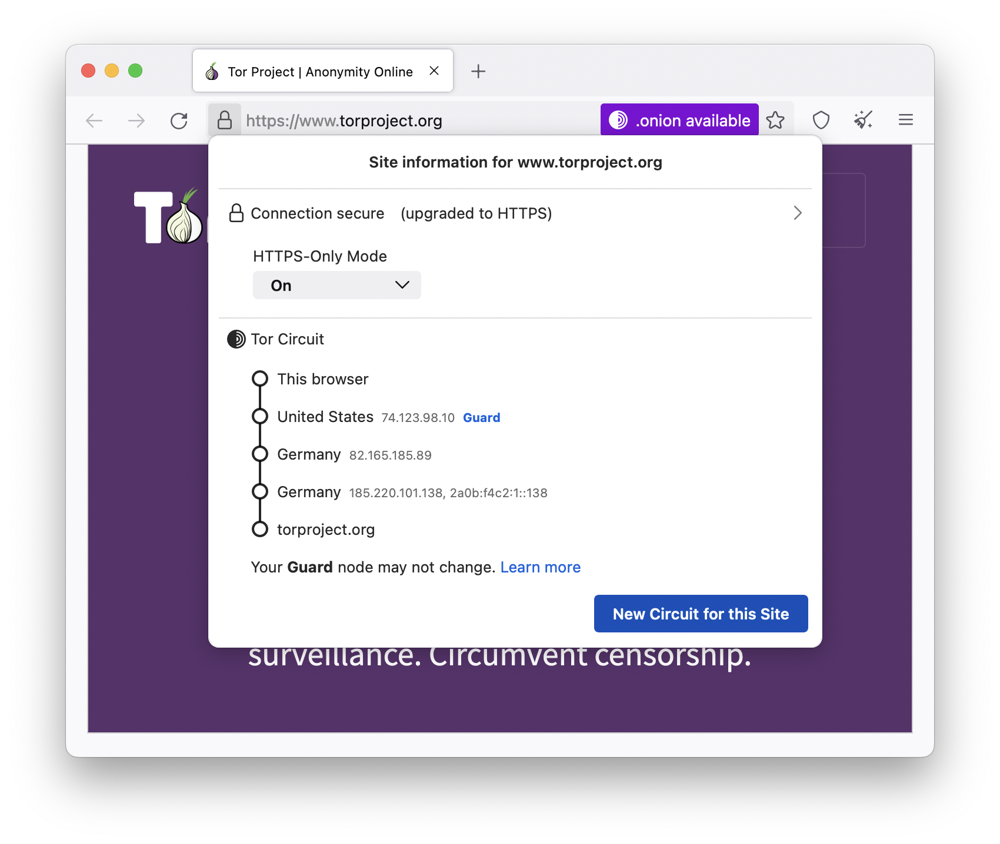 Tor Project | Anonymity Online
https://www.torproject.org
.onion available
Site information for www.torproject.org
Connection secure (upgraded to HTTPS)
HTTPS-Only Mode
On
Tor Circuit
This browser
United States 74.123.98.10 Guard
Germany 82.165.185.89
Germany 185.220.101.138, 2a0b:f4c2:1::138
torproject.org
Your Guard node may not change. Learn more
New Circuit for this Site
surveillance. Circumvent censorship.